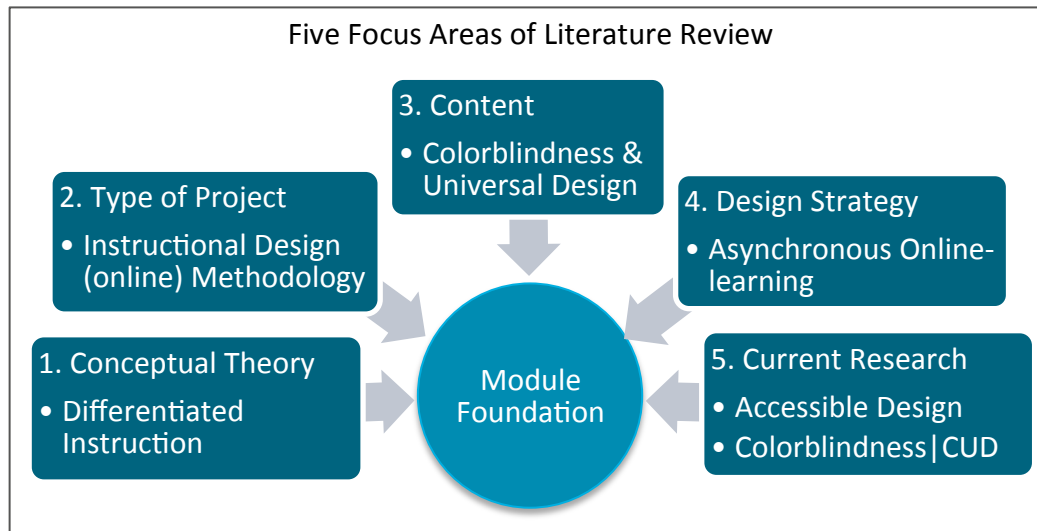 Five Focus Areas of Literature Review
1. Conceptual Theory
• Differentiated
Instruction
2. Type of Project
• Instructional Design
(online) Methodology
3. Content
• Colorblindness &
Universal Design
4. Design Strategy
• Asynchronous Online-
learning
5. Current Research
• Accessible Design
• Colorblindness|CUD
Module
Foundation